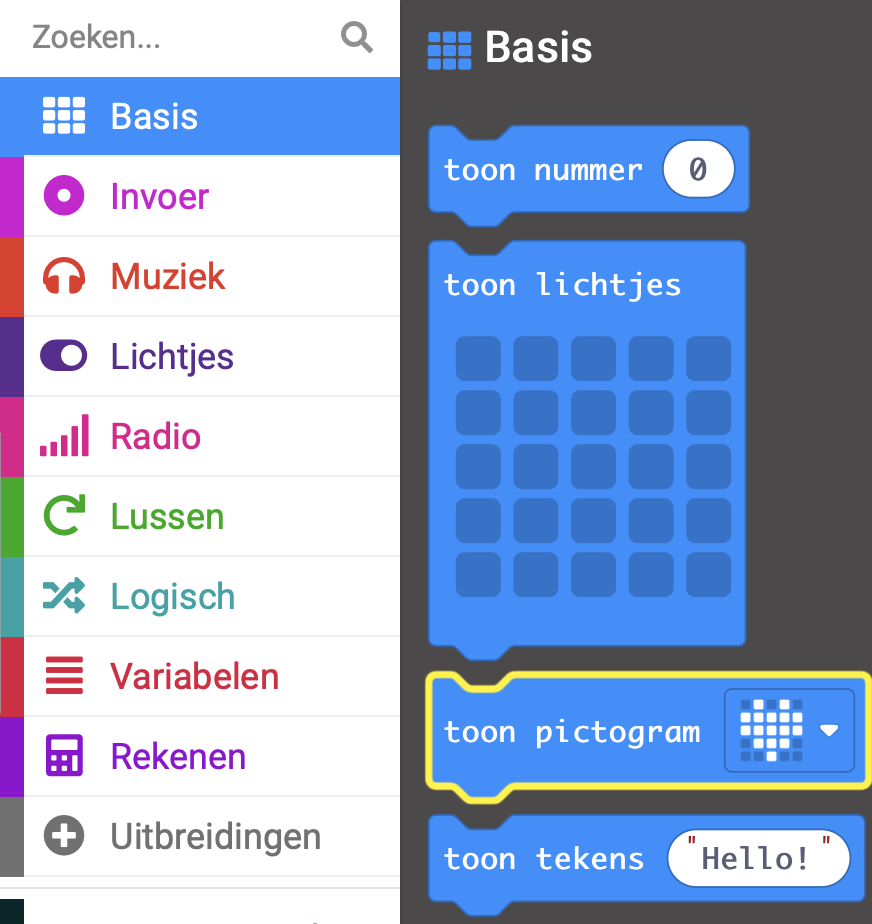 Zoeken...
Basis
Invoer
Muziek
Lichtjes
Radio
Lussen
Logisch
Variabelen
Rekenen
Uitbreidingen
Basis
toon nummer 0
toon lichtjes
toon pictogram
toon tekens "Hello!"